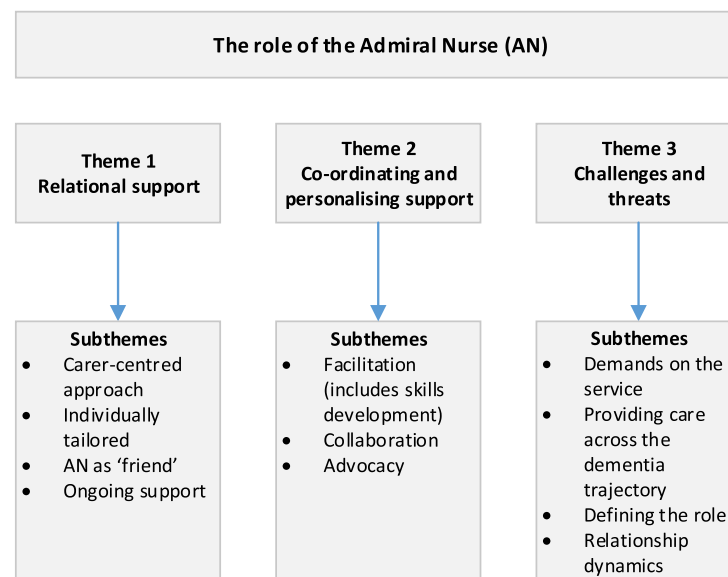 The role of the Admiral Nurse (AN)
Theme 1
Relational support
Theme 2
Co-ordinating and
personalising support
Theme 3
Challenges and
threats
Subthemes
• Carer-centred
approach
• Individually
tailored
• AN as ‘friend’
• Ongoing support
Subthemes
• Facilitation
(includes skills
development)
• Collaboration
• Advocacy
Subthemes
• Demands on the
service
• Providing care
across the
dementia
trajectory
• Defining the role
• Relationship
dynamics